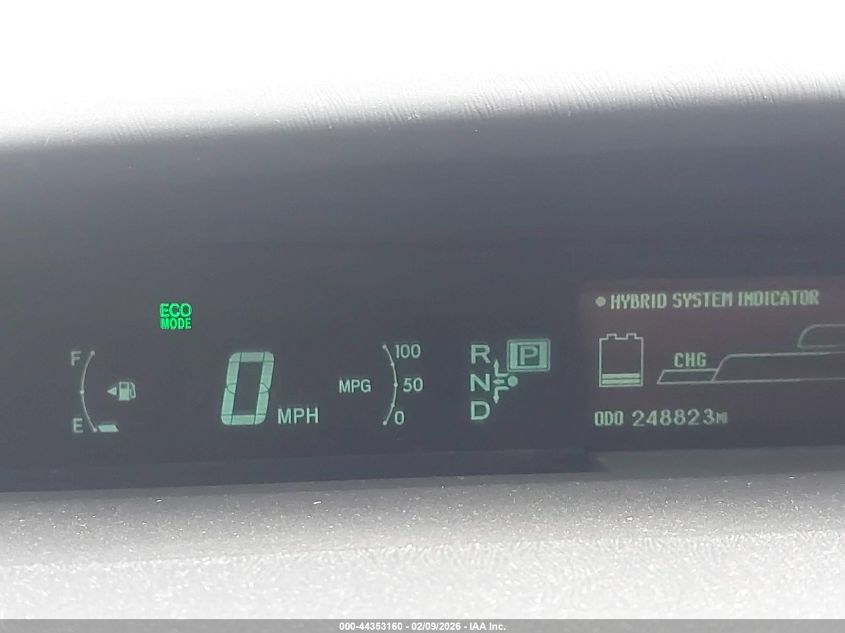 ECO
MODE
F
E
0 MPH
MPG
100
50
0
R
P
N
D
● HYBRID SYSTEM INDICATOR
CHG
ODO 248823MI
000-44353160 - 02/09/2026 - IAA Inc.